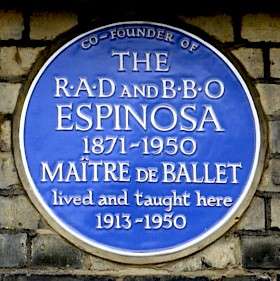 CO-FOUNDER OF
THE
R·A·D AND B·B·O
ESPINOSA
1871-1950
MAÎTRE DE BALLET
lived and taught here
1913-1950